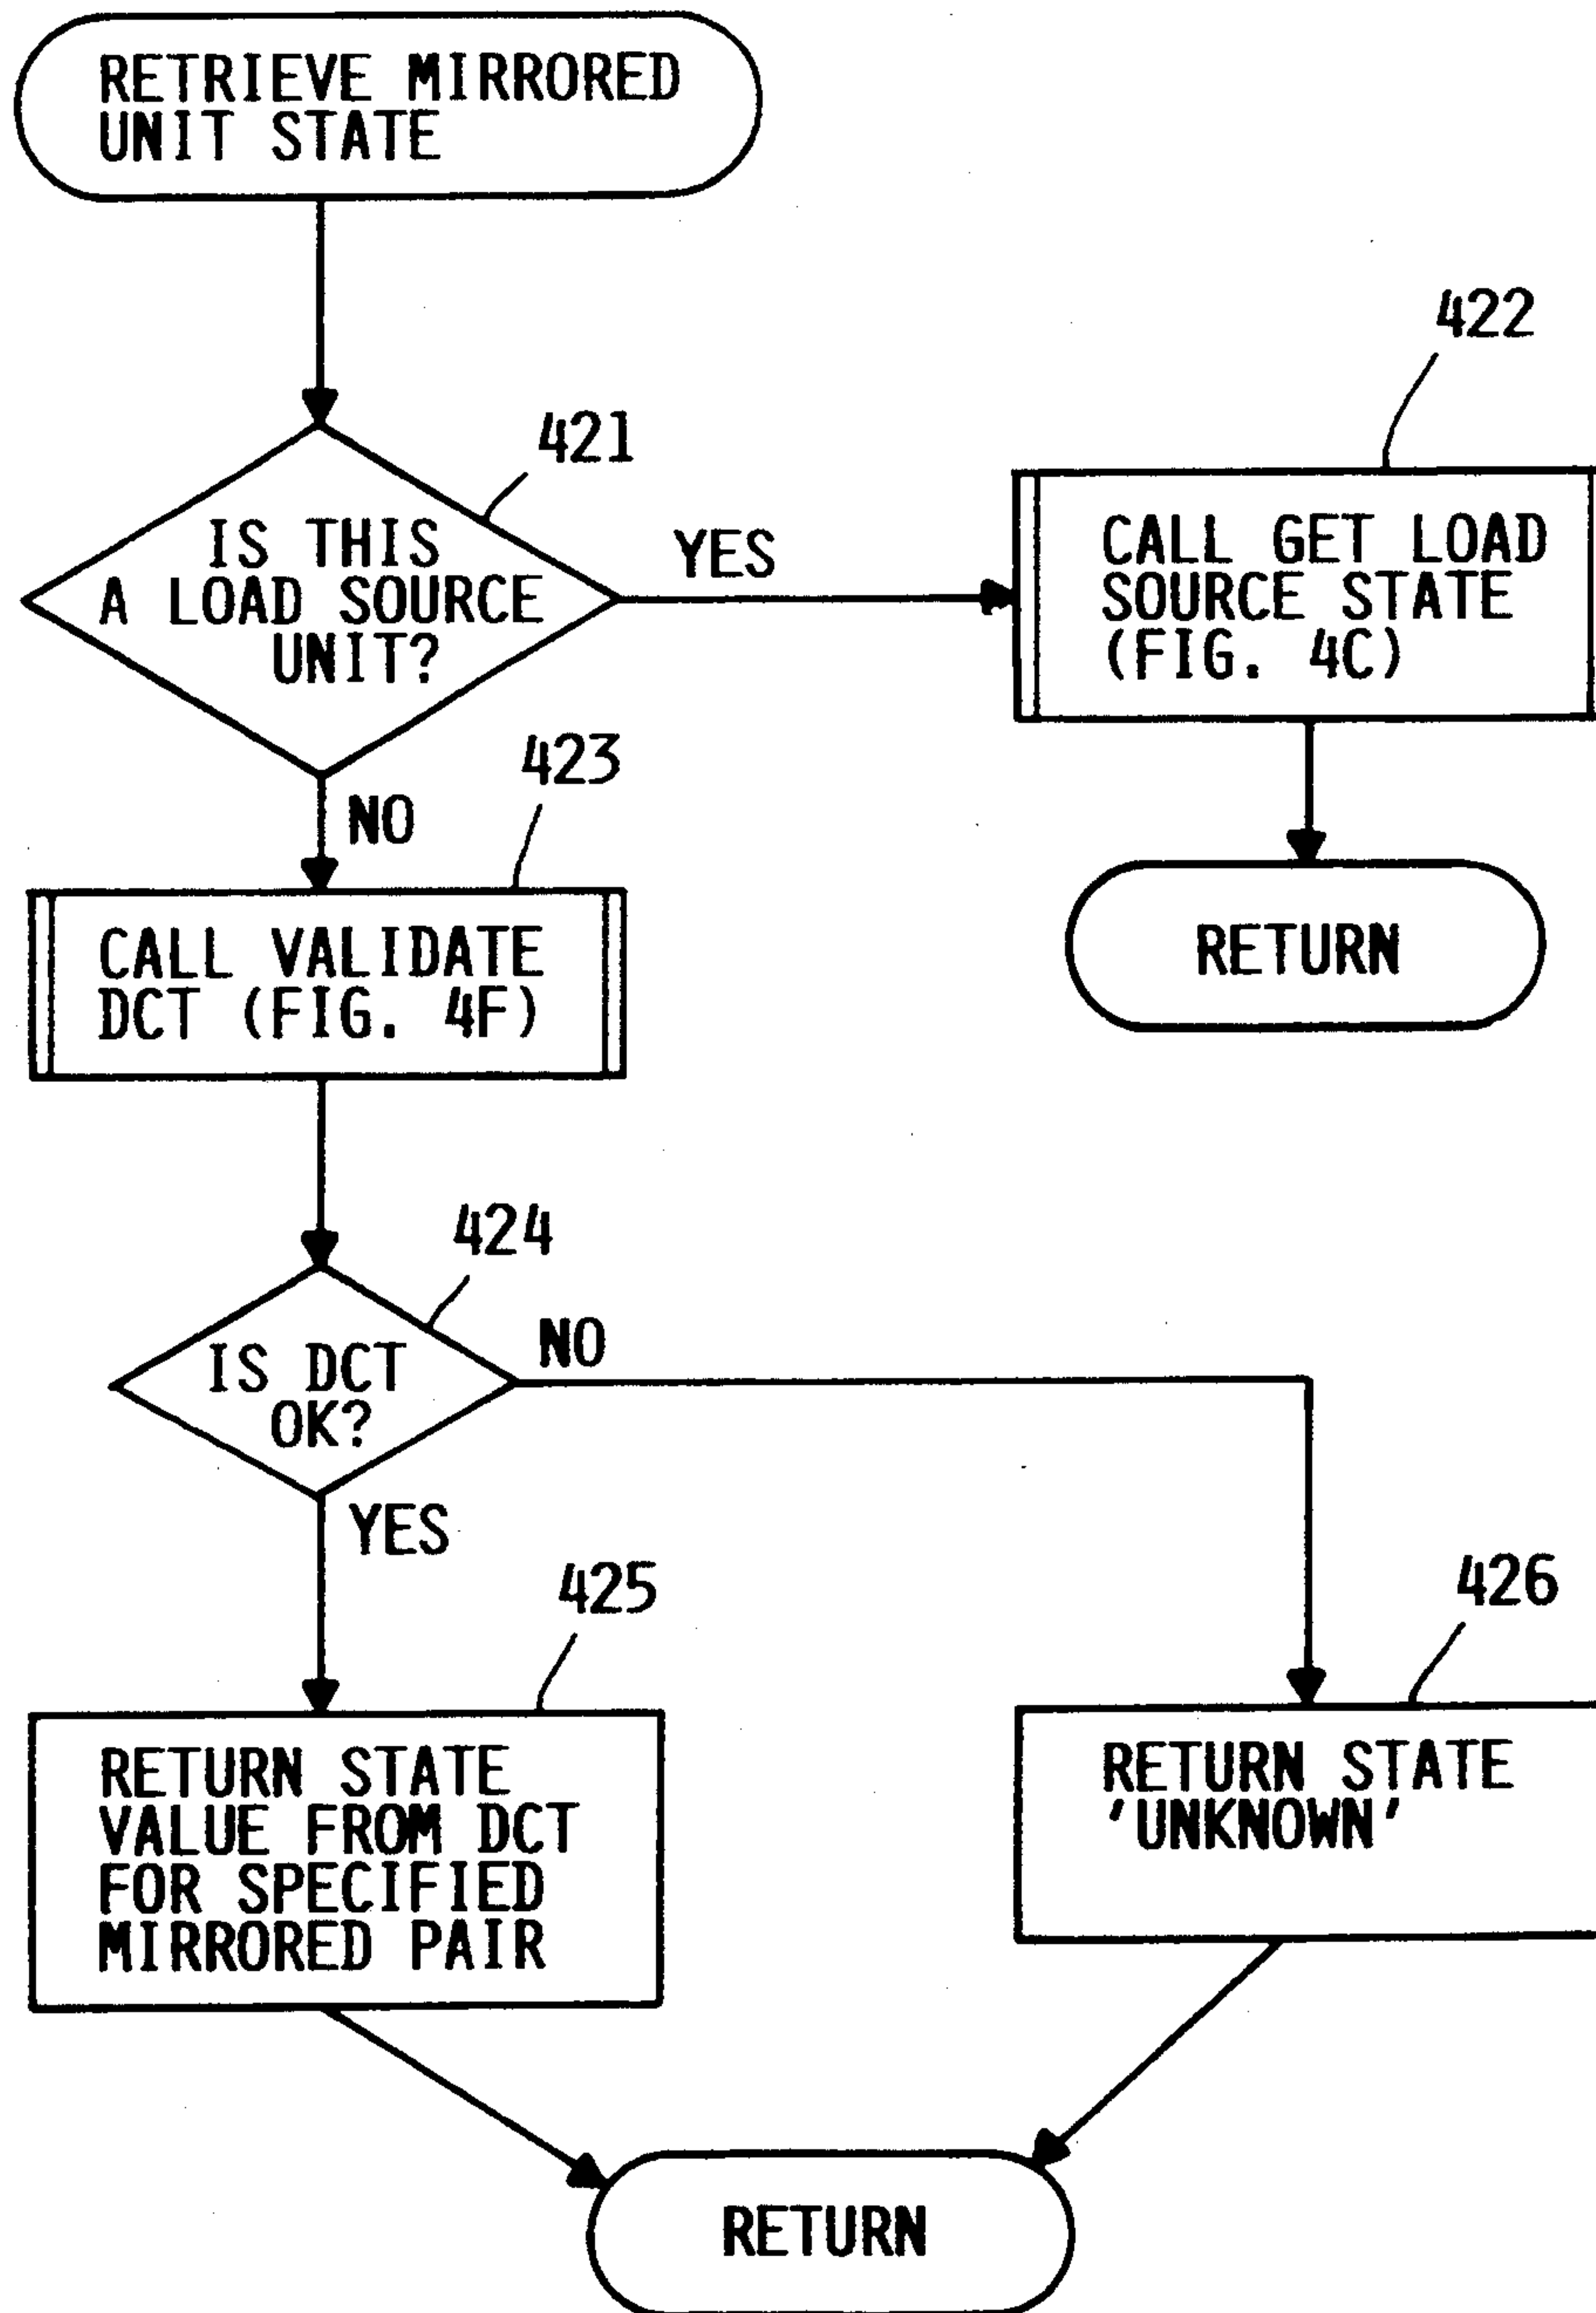 RETRIEVE MIRRORED
UNIT STATE
422
421
IS THIS
A LOAD SOURCE
UNIT?
YES
CALL GET LOAD
SOURCE STATE
(FIG. 4C)
423
NO
CALL VALIDATE
DCT (FIG. 4F)
RETURN
424
IS DCT
OK?
NO
YES
425
426
RETURN STATE
VALUE FROM DCT
FOR SPECIFIED
MIRRORED PAIR
RETURN STATE
'UNKNOWN'
RETURN